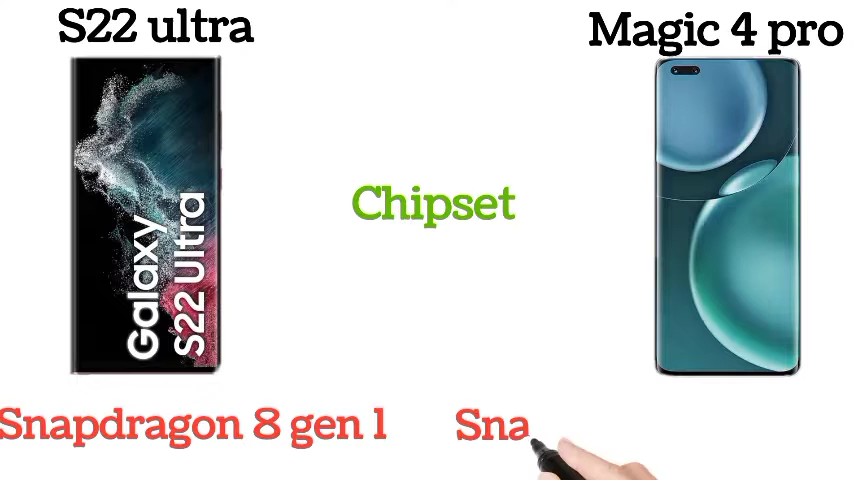 S22 ultra
Magic 4 pro
Galaxy
S22 Ultra
Chipset
Snapdragon 8 gen 1
Sna